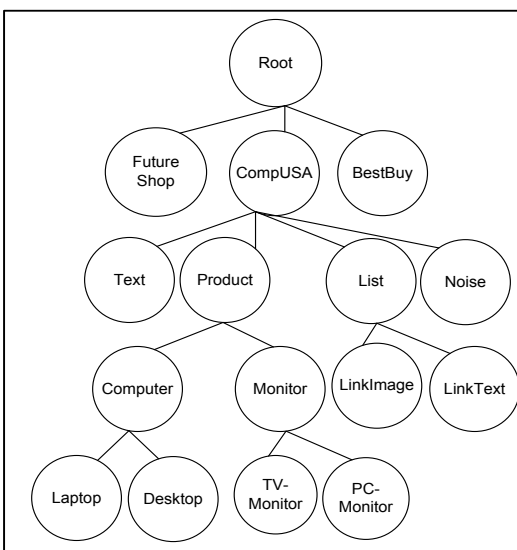 Root
Future
Shop
CompUSA
BestBuy
Text
Product
List
Noise
Computer
Monitor
LinkImage
LinkText
Laptop
Desktop
TV-
Monitor
PC-
Monitor